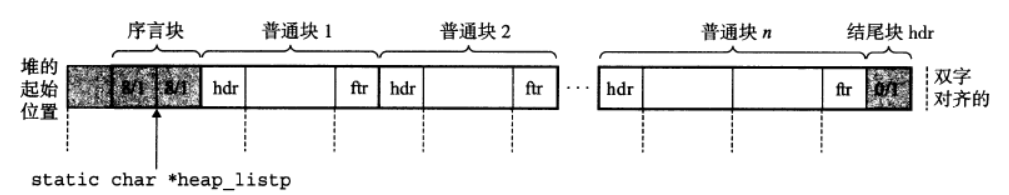 序言块 普通块 1 普通块 2 普通块 n 结尾块 hdr
堆的
起始
位置
8/1 8/1 hdr ftr hdr ftr ··· hdr ftr 0/1
双字
对齐的
static char *heap_listp